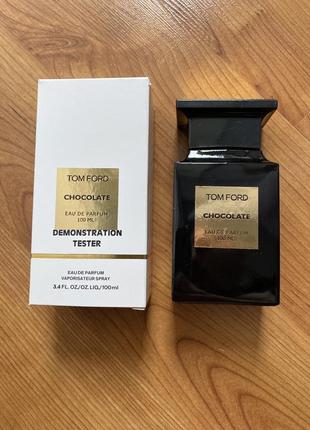 TOM FORD
CHOCOLATE
EAU DE PARFUM
100 ML
DEMONSTRATION
TESTER
EAU DE PARFUM
VAPORISATEUR SPRAY
3.4 FL. OZ/OZ. LIQ./100ml
TOM FORD
CHOCOLATE
EAU DE PARFUM
100 ML